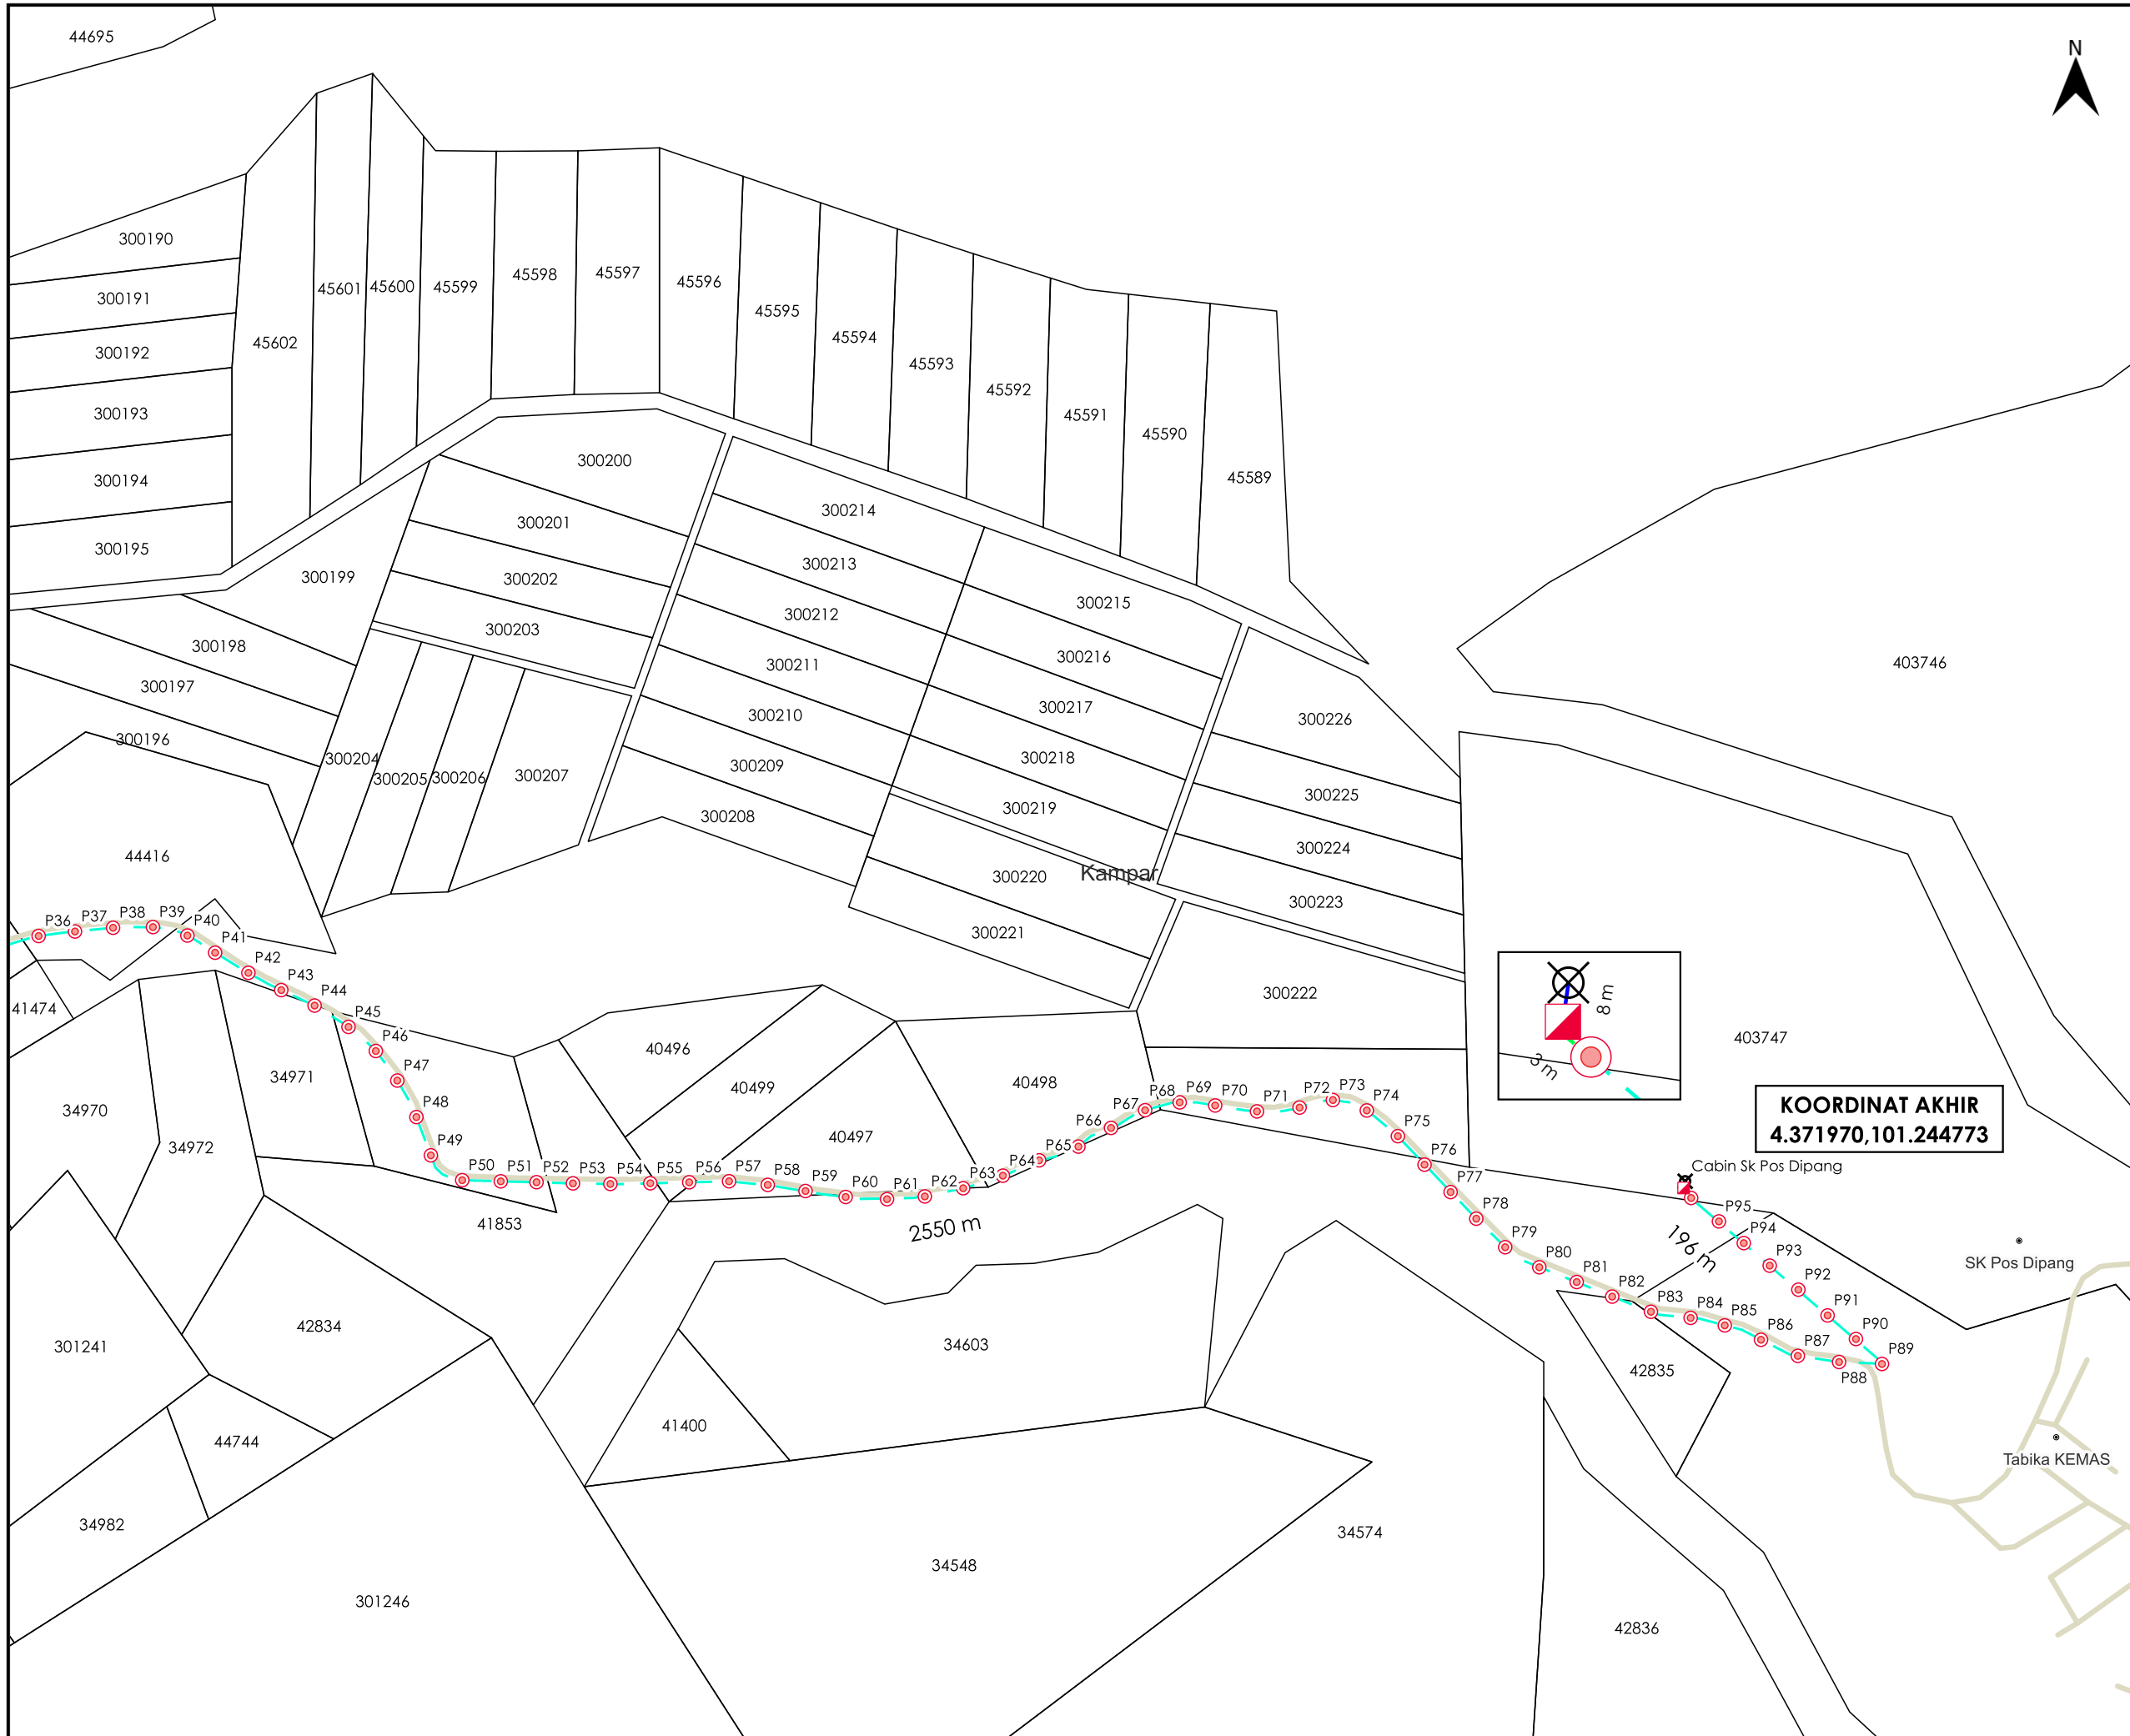 44695
N
300190
300191
300192
300193
300194
300195
45602
45601
45600
45599
45598
45597
45596
45595
45594
45593
45592
45591
45590
45589
300200
300201
300202
300203
300199
300198
300197
300196
300204
300205
300206
300207
300214
300213
300212
300211
300210
300209
300208
300215
300216
300217
300218
300219
300220
300221
Kampar
300226
300225
300224
300223
300222
403746
403747
44416
41474
34970
34972
34971
40496
40499
40498
40497
41853
P36
P37
P38
P39
P40
P41
P42
P43
P44
P45
P46
P47
P48
P49
P50
P51
P52
P53
P54
P55
P56
P57
P58
P59
P60
P61
P62
P63
P64
P65
P66
P67
P68
P69
P70
P71
P72
P73
P74
P75
P76
P77
P78
P79
P80
P81
P82
P83
P84
P85
P86
P87
P88
P89
P90
P91
P92
P93
P94
P95
2550 m
196 m
8 m
3 m
KOORDINAT AKHIR
4.371970,101.244773
Cabin Sk Pos Dipang
SK Pos Dipang
Tabika KEMAS
301241
42834
44744
34982
301246
34603
41400
34548
34574
42835
42836